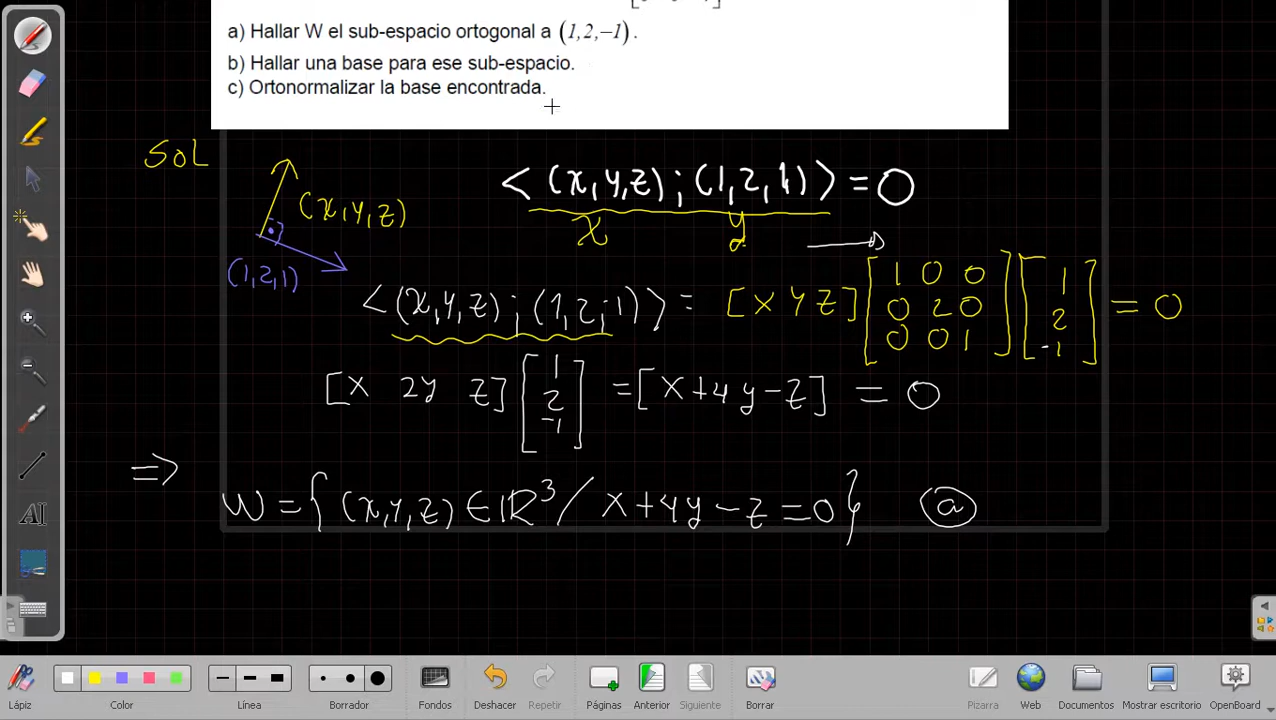 a) Hallar W el sub-espacio ortogonal a (1,2,−1).
b) Hallar una base para ese sub-espacio.
c) Ortonormalizar la base encontrada.
SOL
<(x,y,z);(1,2,1)> = 0
(x,y,z)
x y
(1,2,1)
<(x,y,z);(1,2,1)> = [X Y Z] [1 0 0
0 2 0
0 0 1] [1
2
-1] = 0
[X 2Y Z] [1
2
-1] = [X+4y-z] = 0
=>
W = {(x,y,z) ∈ IR³ / x+4y-z=0} a
Lápiz Color Línea Borrador Fondos Deshacer Repetir Páginas Anterior Siguiente Borrar Pizarra Web Documentos Mostrar escritorio OpenBoard